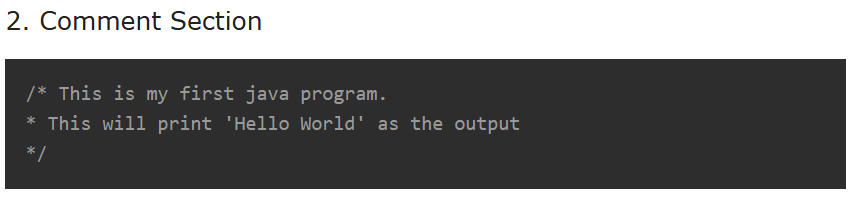 2. Comment Section
/* This is my first java program.
* This will print 'Hello World' as the output
*/